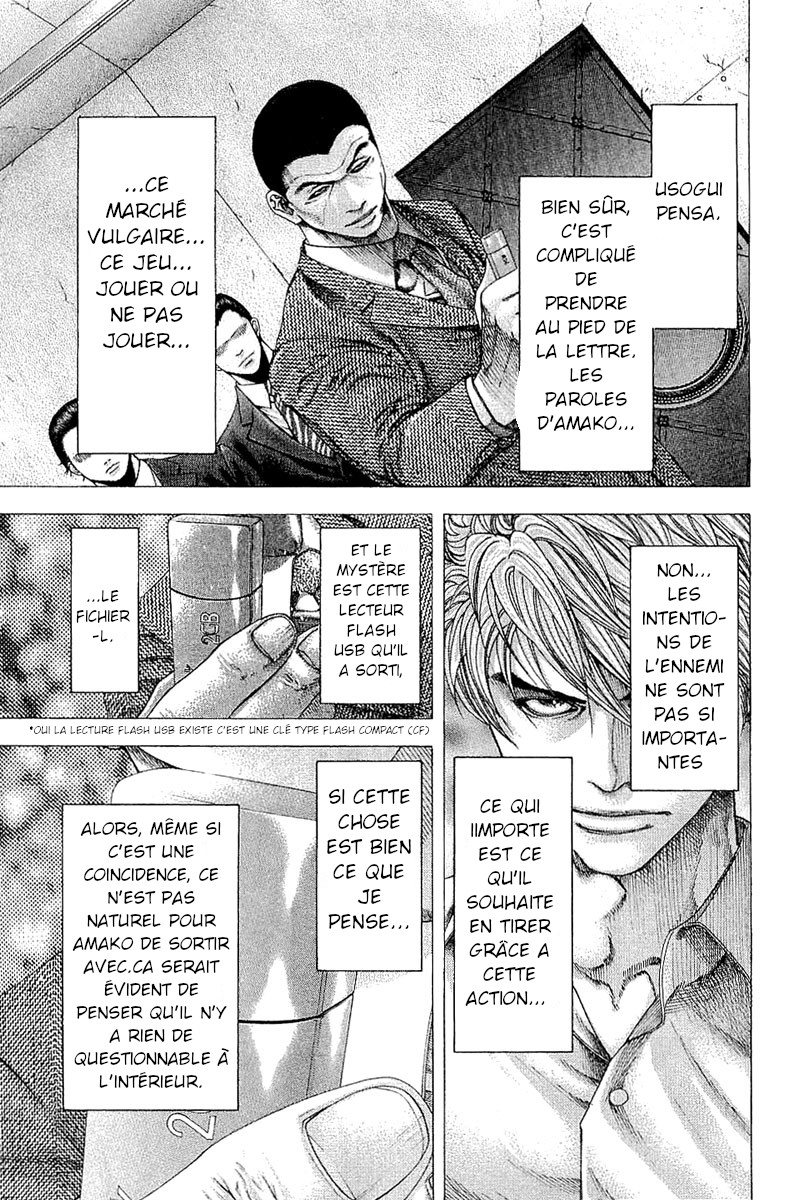 USOGUI
PENSA.
BIEN SÛR,
C'EST
COMPLIQUÉ
DE
PRENDRE
AU PIED DE
LA LETTRE,
LES
PAROLES
D'AMAKO...
...CE
MARCHÉ
VULGAIRE...
CE JEU...
JOUER OU
NE PAS
JOUER...
NON...
LES
INTENTIO-
NS DE
L'ENNEMI
NE SONT
PAS SI
IMPORTA-
NTES
CE QUI
IIMPORTE
EST CE
QU'IL
SOUHAITE
EN TIRER
GRÂCE A
CETTE
ACTION...
ET LE
MYSTÈRE
EST CETTE
LECTEUR
FLASH
USB QU'IL
A SORTI,
...LE
FICHIER
-L.
2GB
*OUI LA LECTURE FLASH USB EXISTE C'EST UNE CLÉ TYPE FLASH COMPACT (CF)
SI CETTE
CHOSE
EST BIEN
CE QUE
JE
PENSE...
ALORS, MÊME SI
C'EST UNE
COINCIDENCE, CE
N'EST PAS
NATUREL POUR
AMAKO DE SORTIR
AVEC.CA SERAIT
ÉVIDENT DE
PENSER QU'IL N'Y
A RIEN DE
QUESTIONNABLE À
L'INTÉRIEUR.